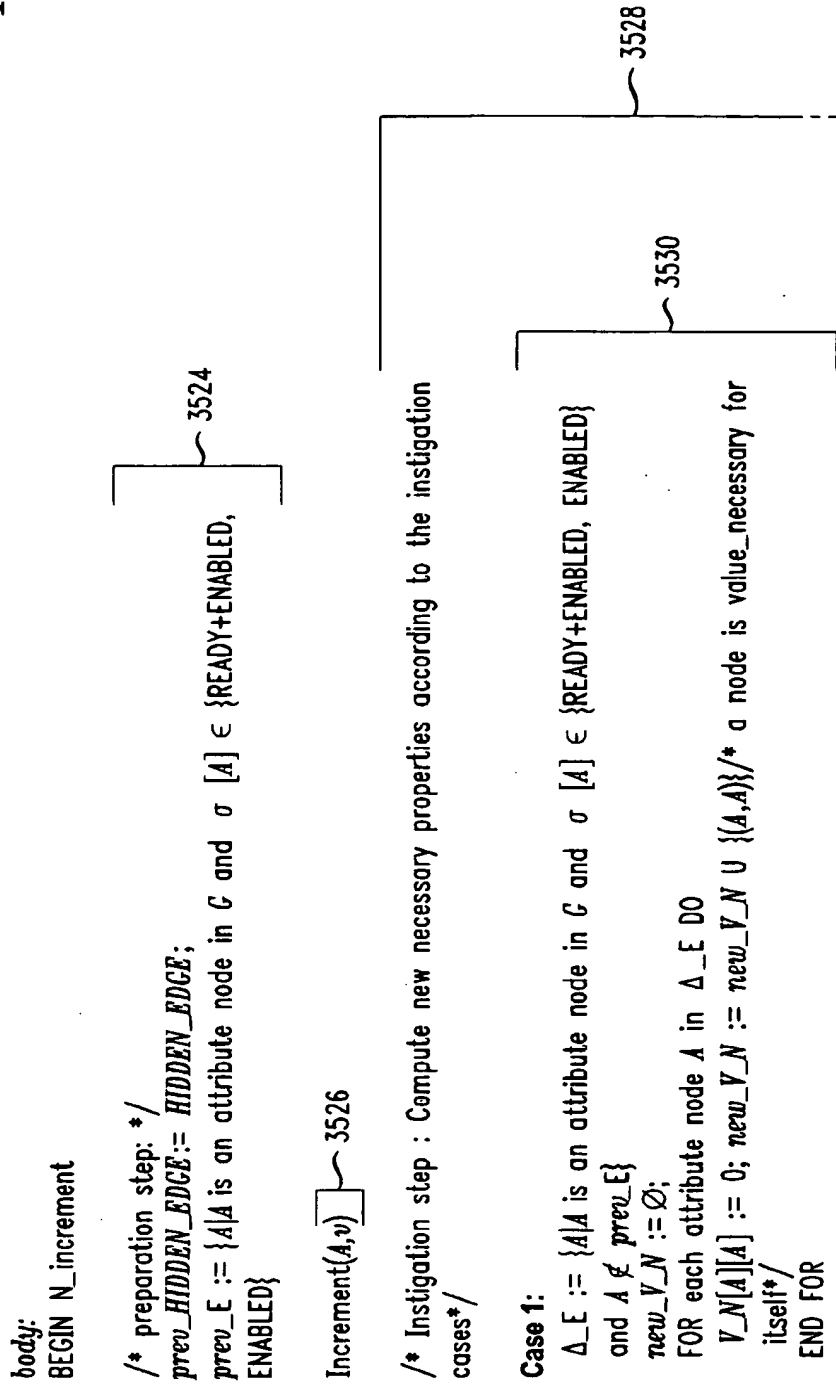 body:
BEGIN N_increment
/* preparation step: */
prev_HIDDEN_EDGE:= HIDDEN_EDGE;
prev_E := {A|A is an attribute node in G and σ [A] ∈ {READY+ENABLED,
ENABLED}
3524
Increment(A,v)
3526
/* Instigation step : Compute new necessary properties according to the instigation
cases*/
3528
Case 1:
Δ_E := {A|A is an attribute node in G and σ [A] ∈ {READY+ENABLED, ENABLED}
and A ∉ prev_E}
new_V_N :=∅;
FOR each attribute node A in Δ_E DO
V_N[A][A] := 0; new_V_N := new_V_N ∪ {(A,A)}/* a node is value_necessary for
itself*/
END FOR
3530